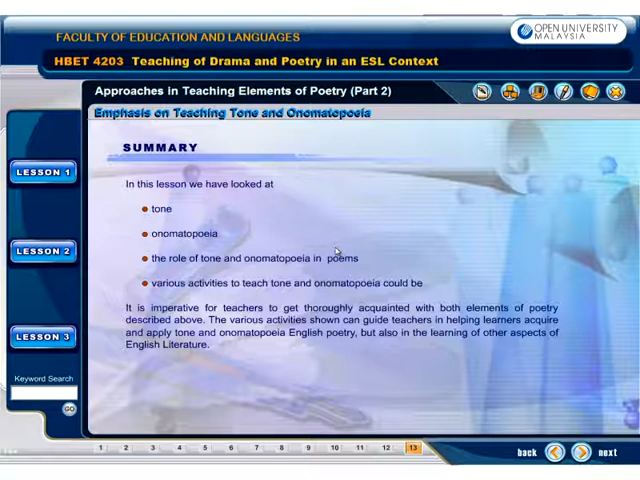 FACULTY OF EDUCATION AND LANGUAGES
OPEN UNIVERSITY
MALAYSIA
HBET 4203 Teaching of Drama and Poetry in an ESL Context
Approaches in Teaching Elements of Poetry (Part 2)
Emphasis on Teaching Tone and Onomatopoeia
SUMMARY
LESSON 1
In this lesson we have looked at
tone
onomatopoeia
LESSON 2
the role of tone and onomatopoeia in poems
various activities to teach tone and onomatopoeia could be
It is imperative for teachers to get thoroughly acquainted with both elements of poetry
described above. The various activities shown can guide teachers in helping learners acquire
and apply tone and onomatopoeia English poetry, but also in the learning of other aspects of
English Literature.
LESSON 3
Keyword Search
GO
1 2 3 4 5 6 7 8 9 10 11 12 13
back next